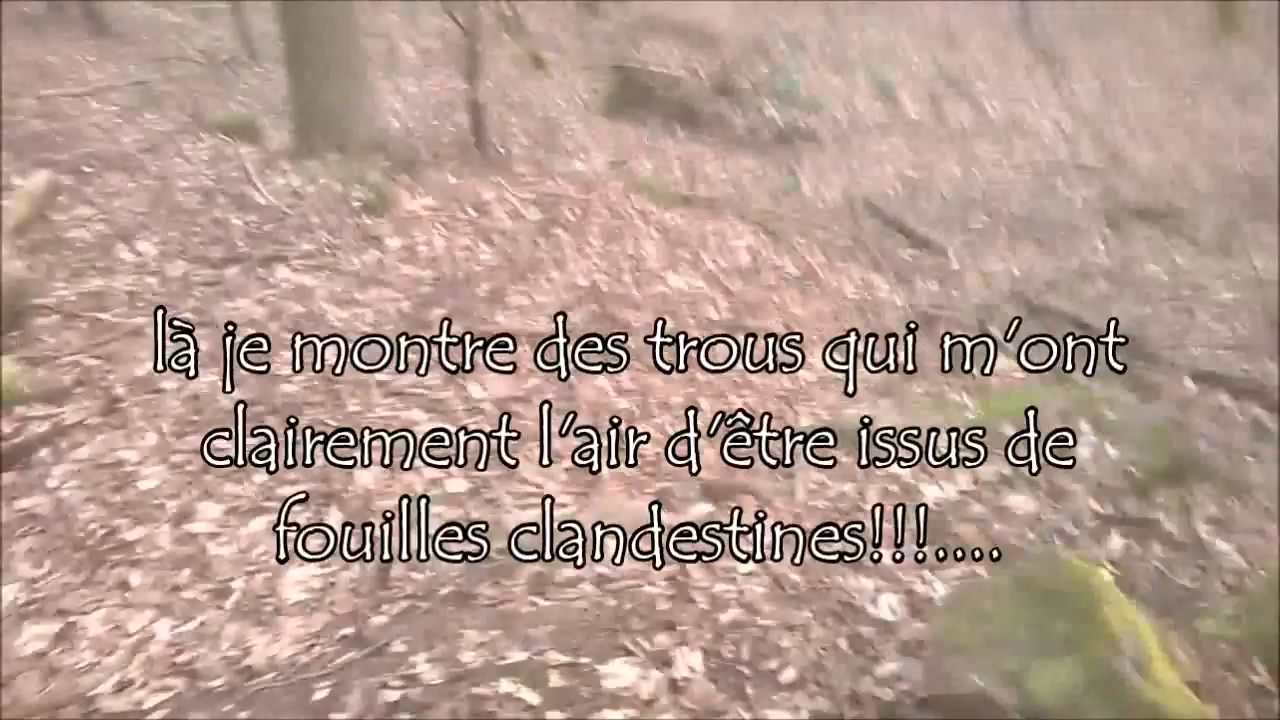 là je montre des trous qui m'ont
clairement l'air d'être issus de
fouilles clandestines!!!....